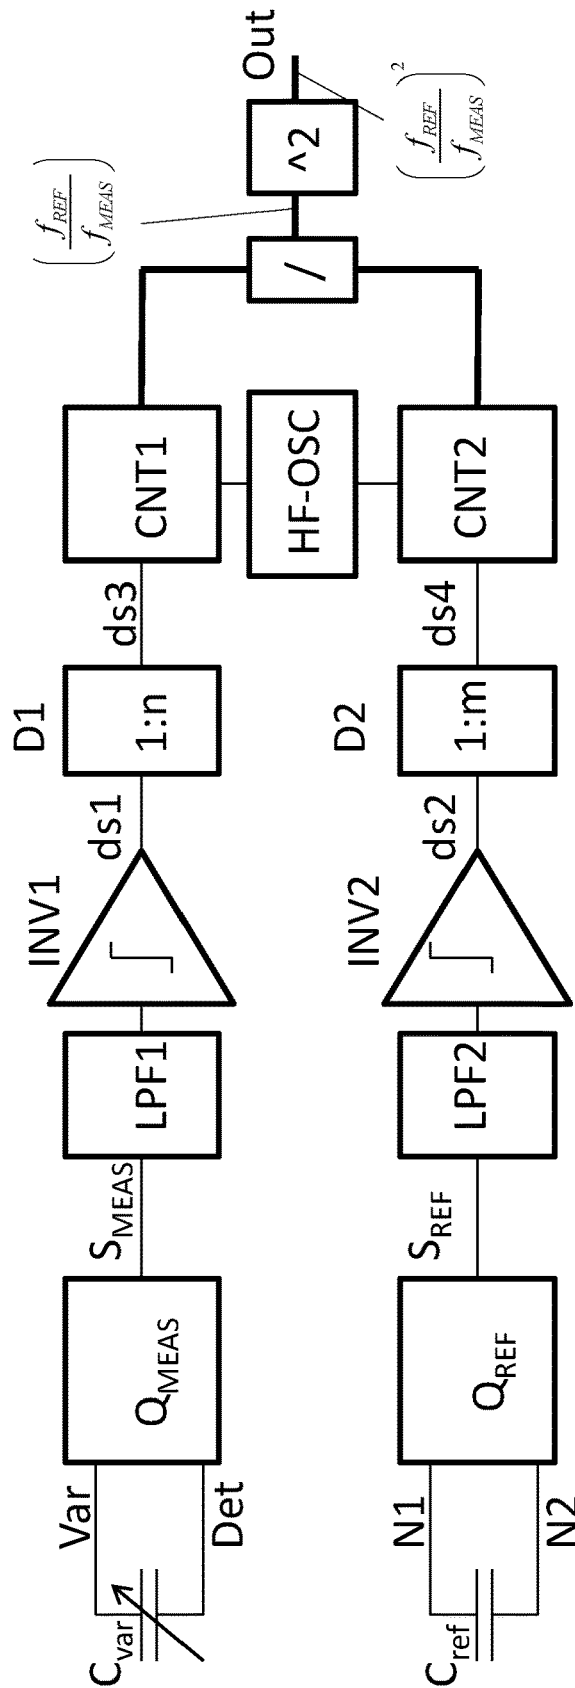 C_var
Var
Det
Q_MEAS
S_MEAS
LPF1
INV1
ds1
D1
1:n
ds3
CNT1
HF-OSC
C_ref
N1
N2
Q_REF
S_REF
LPF2
INV2
ds2
D2
1:m
ds4
CNT2
/
(f_REF / f_MEAS)
^2
Out
(f_REF / f_MEAS)^2